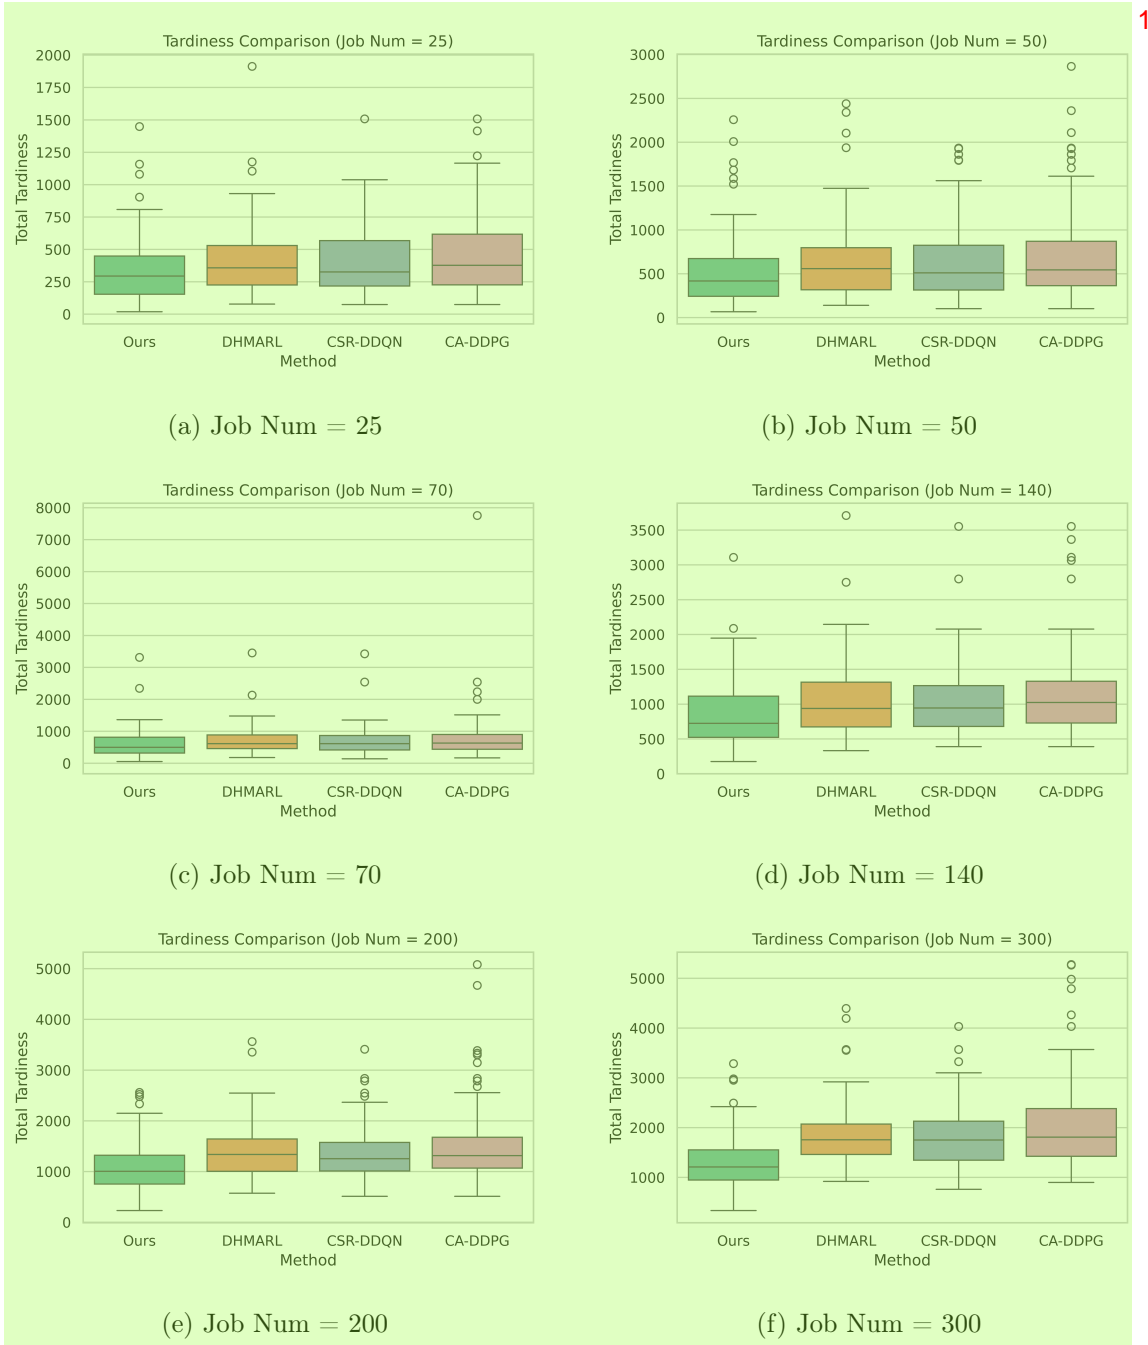 1
Tardiness Comparison (Job Num = 25)
2000
1750
1500
1250
1000
750
500
250
0
Total Tardiness
Ours DHMARL CSR-DDQN CA-DDPG
Method
(a) Job Num = 25
Tardiness Comparison (Job Num = 50)
3000
2500
2000
1500
1000
500
0
Total Tardiness
Ours DHMARL CSR-DDQN CA-DDPG
Method
(b) Job Num = 50
Tardiness Comparison (Job Num = 70)
8000
7000
6000
5000
4000
3000
2000
1000
0
Total Tardiness
Ours DHMARL CSR-DDQN CA-DDPG
Method
(c) Job Num = 70
Tardiness Comparison (Job Num = 140)
3500
3000
2500
2000
1500
1000
500
0
Total Tardiness
Ours DHMARL CSR-DDQN CA-DDPG
Method
(d) Job Num = 140
Tardiness Comparison (Job Num = 200)
5000
4000
3000
2000
1000
0
Total Tardiness
Ours DHMARL CSR-DDQN CA-DDPG
Method
(e) Job Num = 200
Tardiness Comparison (Job Num = 300)
5000
4000
3000
2000
1000
Total Tardiness
Ours DHMARL CSR-DDQN CA-DDPG
Method
(f) Job Num = 300